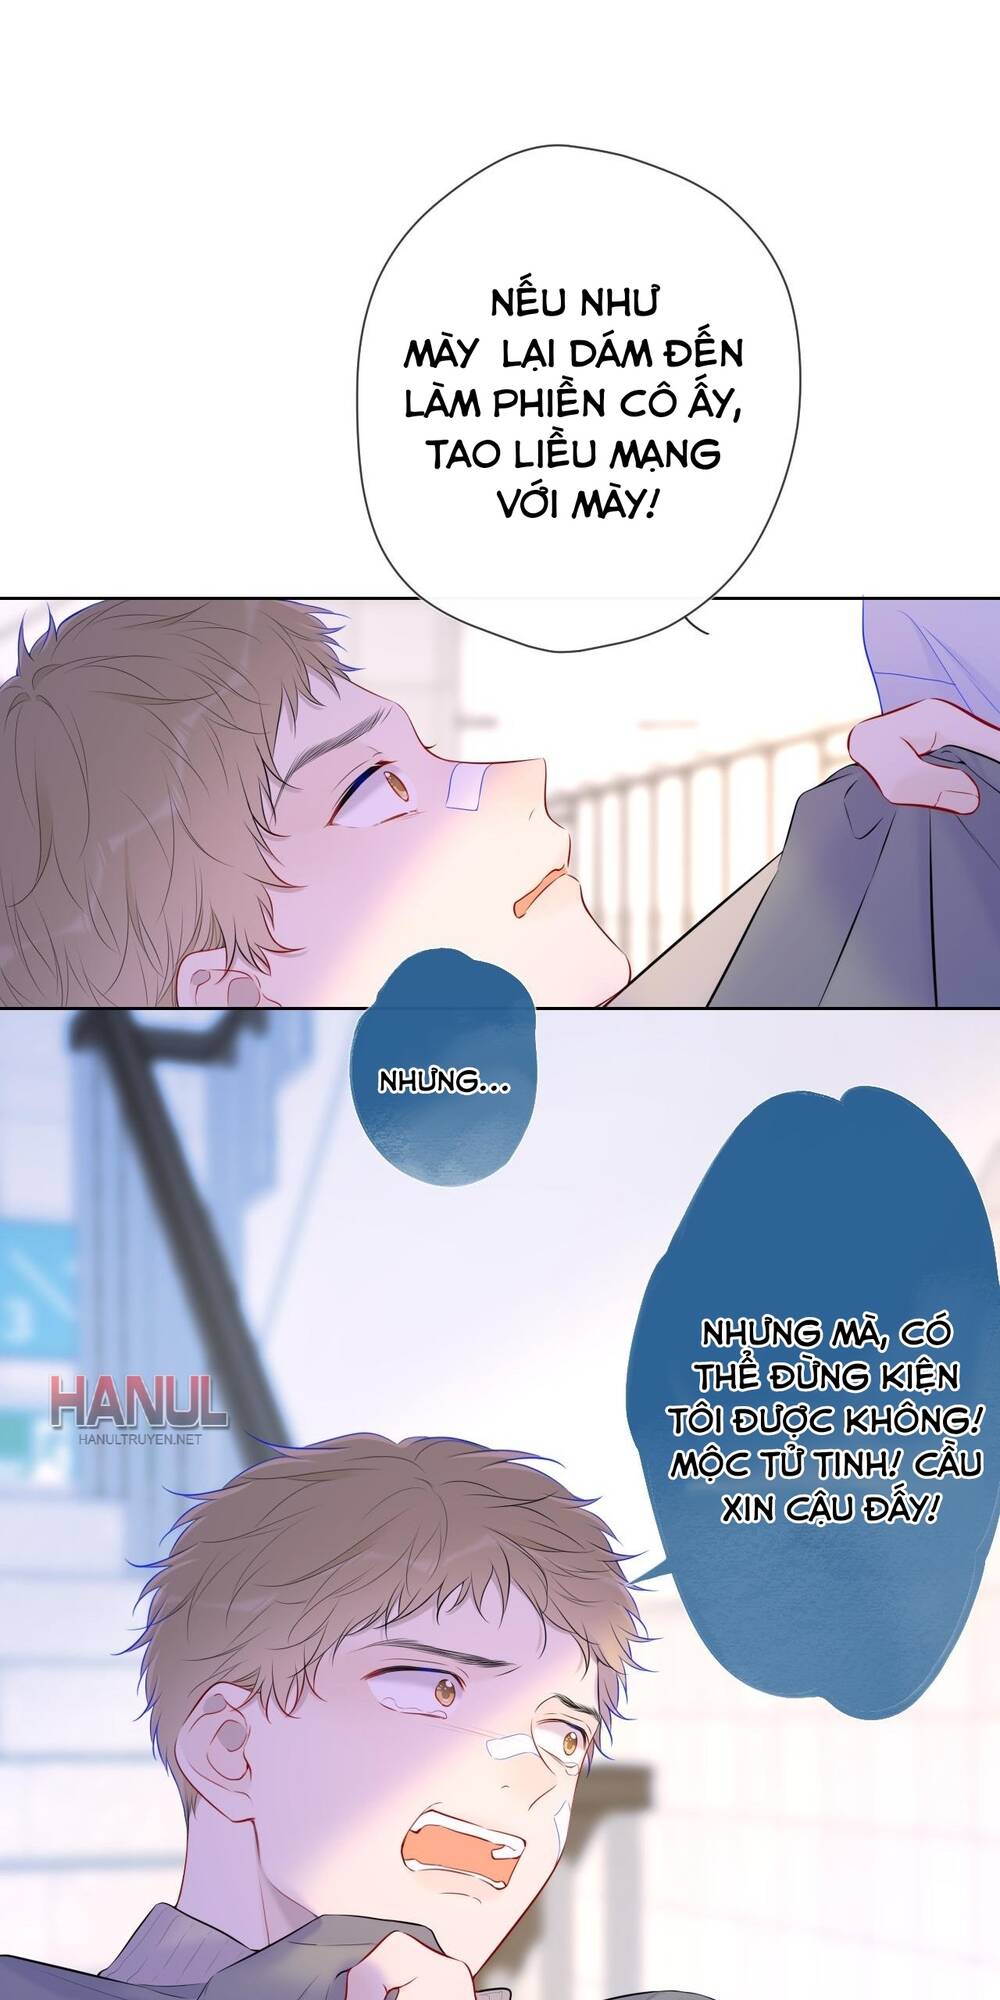 NẾU NHƯ
MÀY LẠI DÁM ĐẾN
LÀM PHIỀN CÔ ẤY,
TAO LIỀU MẠNG
VỚI MÀY!
NHƯNG...
NHƯNG MÀ, CÓ
THỂ ĐỪNG KIỆN
TÔI ĐƯỢC KHÔNG!
MỘC TỬ TINH! CẦU
XIN CẬU ĐẤY!
3
HANUL
HANULTRUYEN.NET